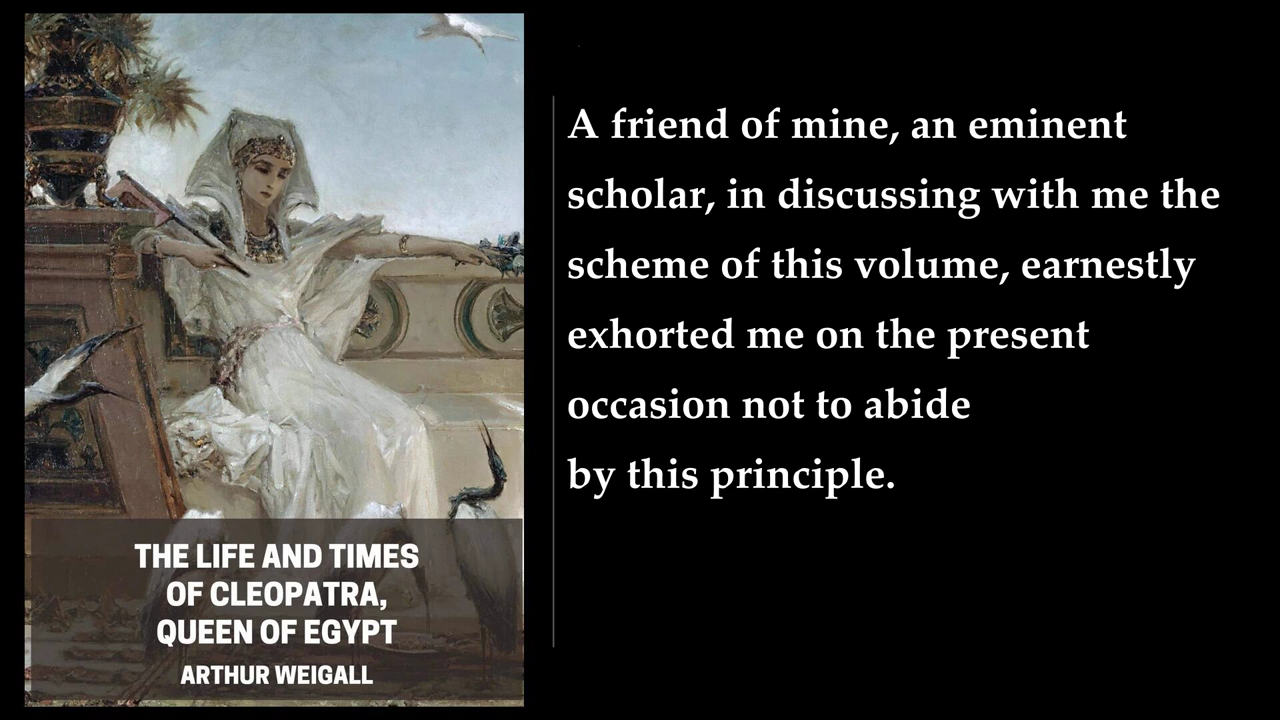 A friend of mine, an eminent
scholar, in discussing with me the
scheme of this volume, earnestly
exhorted me on the present
occasion not to abide
by this principle.
THE LIFE AND TIMES
OF CLEOPATRA,
QUEEN OF EGYPT
ARTHUR WEIGALL